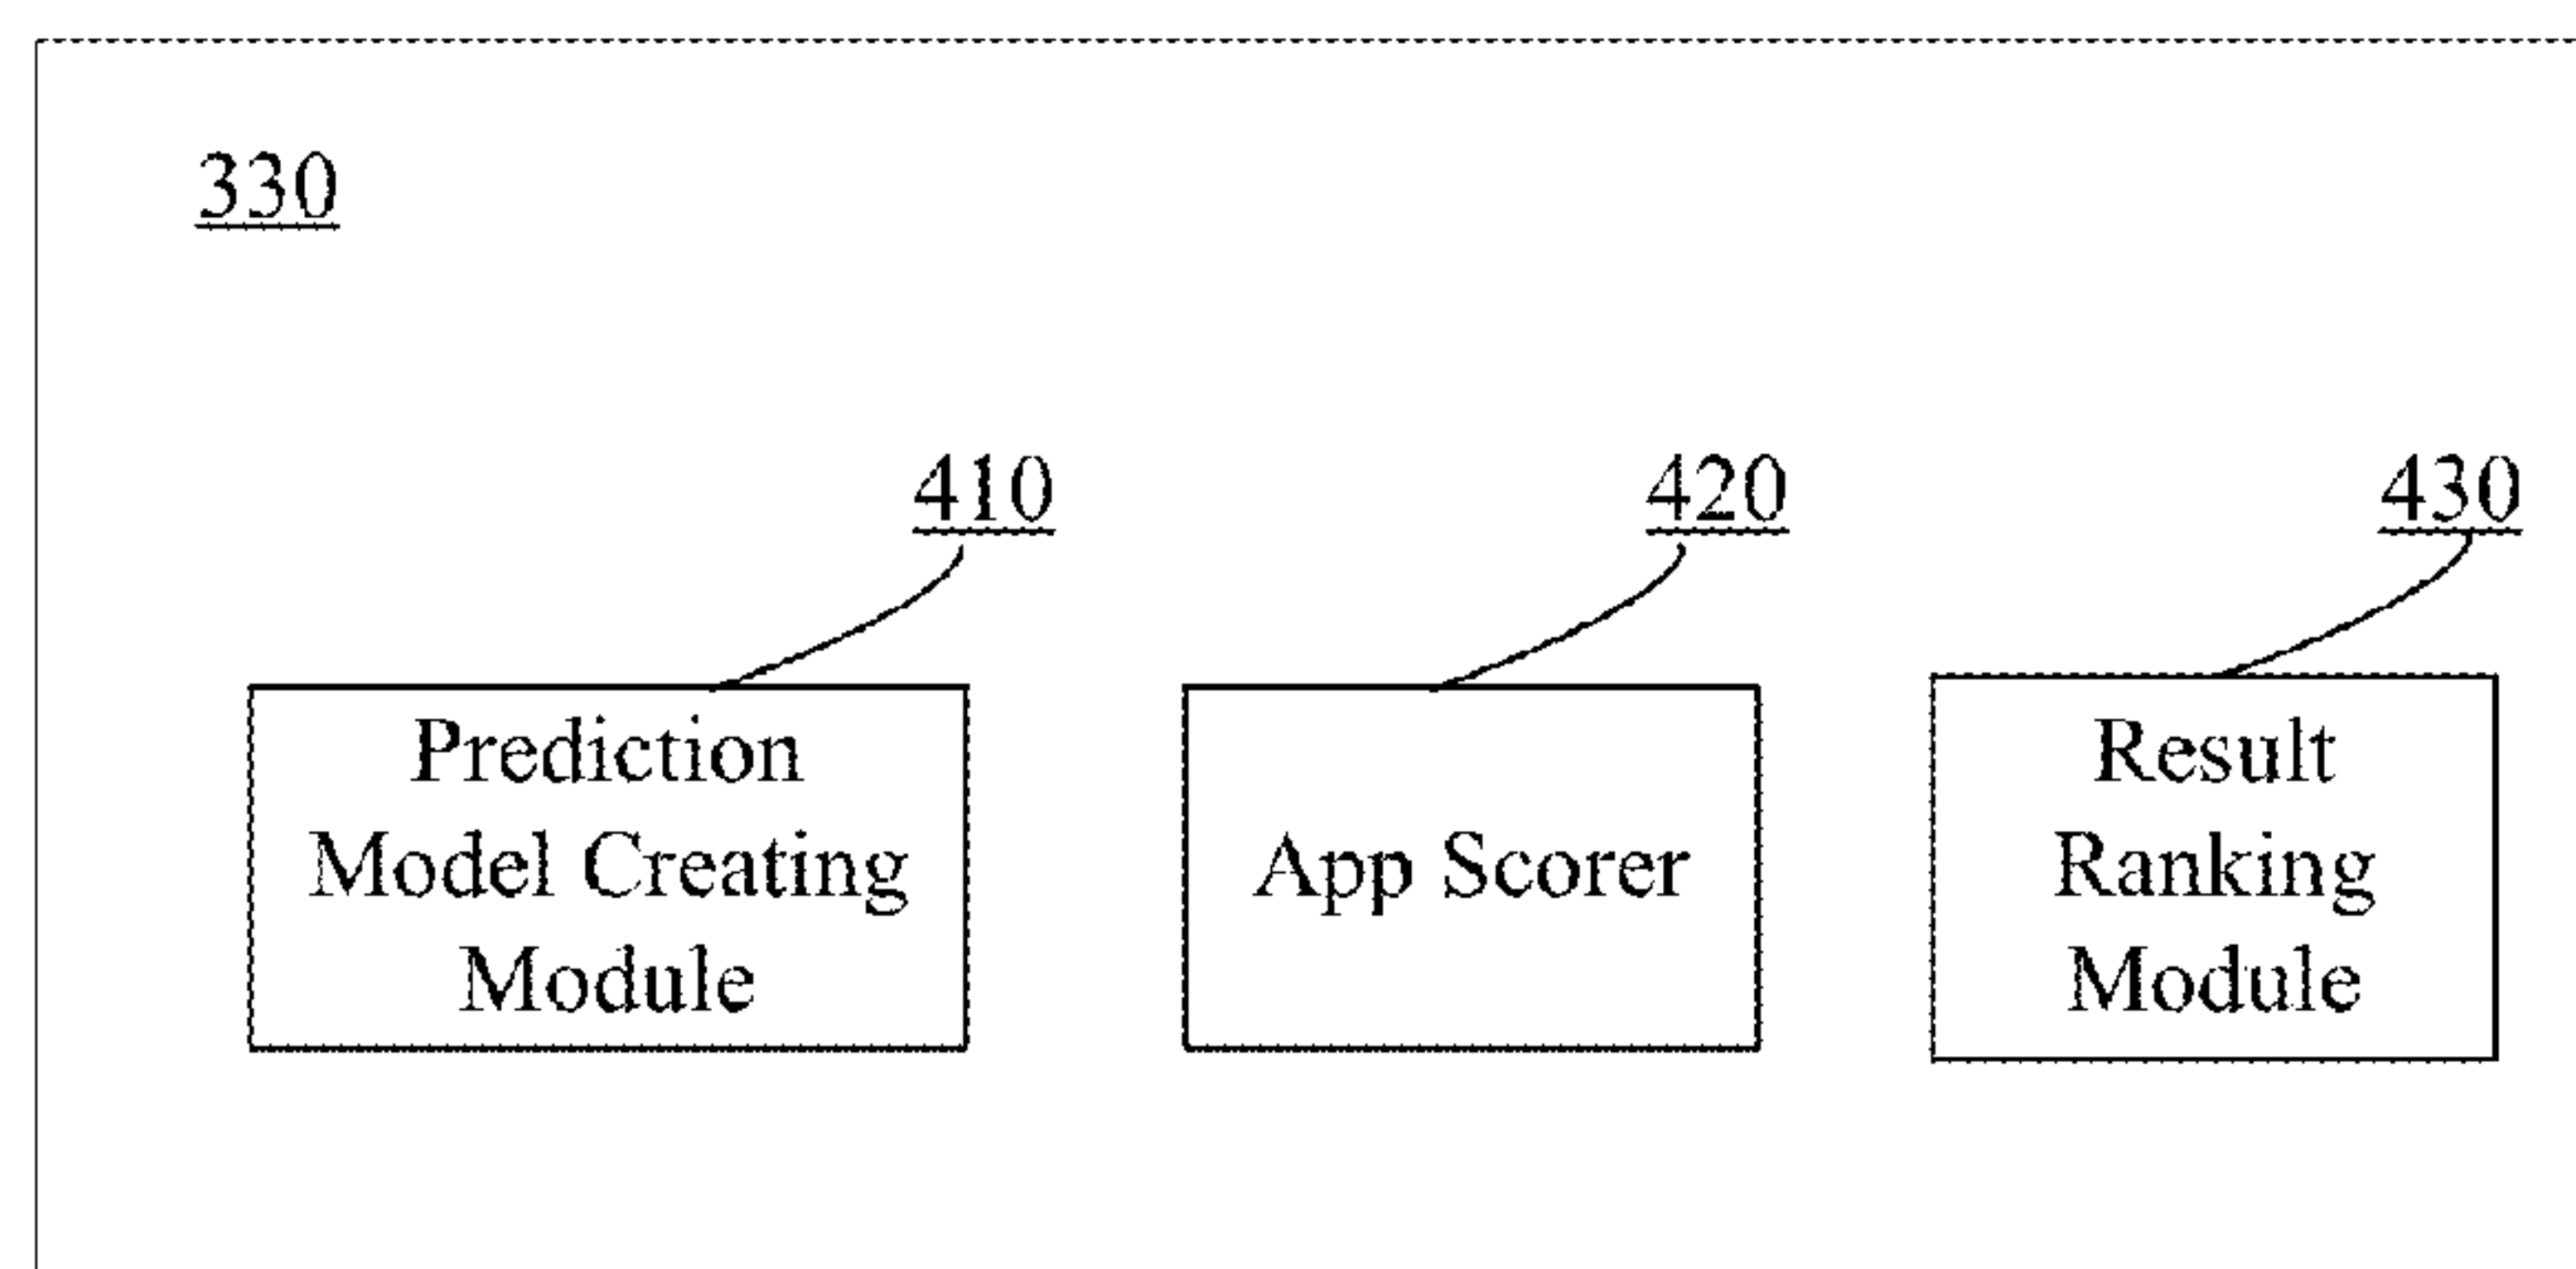 330
410
420
430
Prediction
Model Creating
Module
App Scorer
Result
Ranking
Module